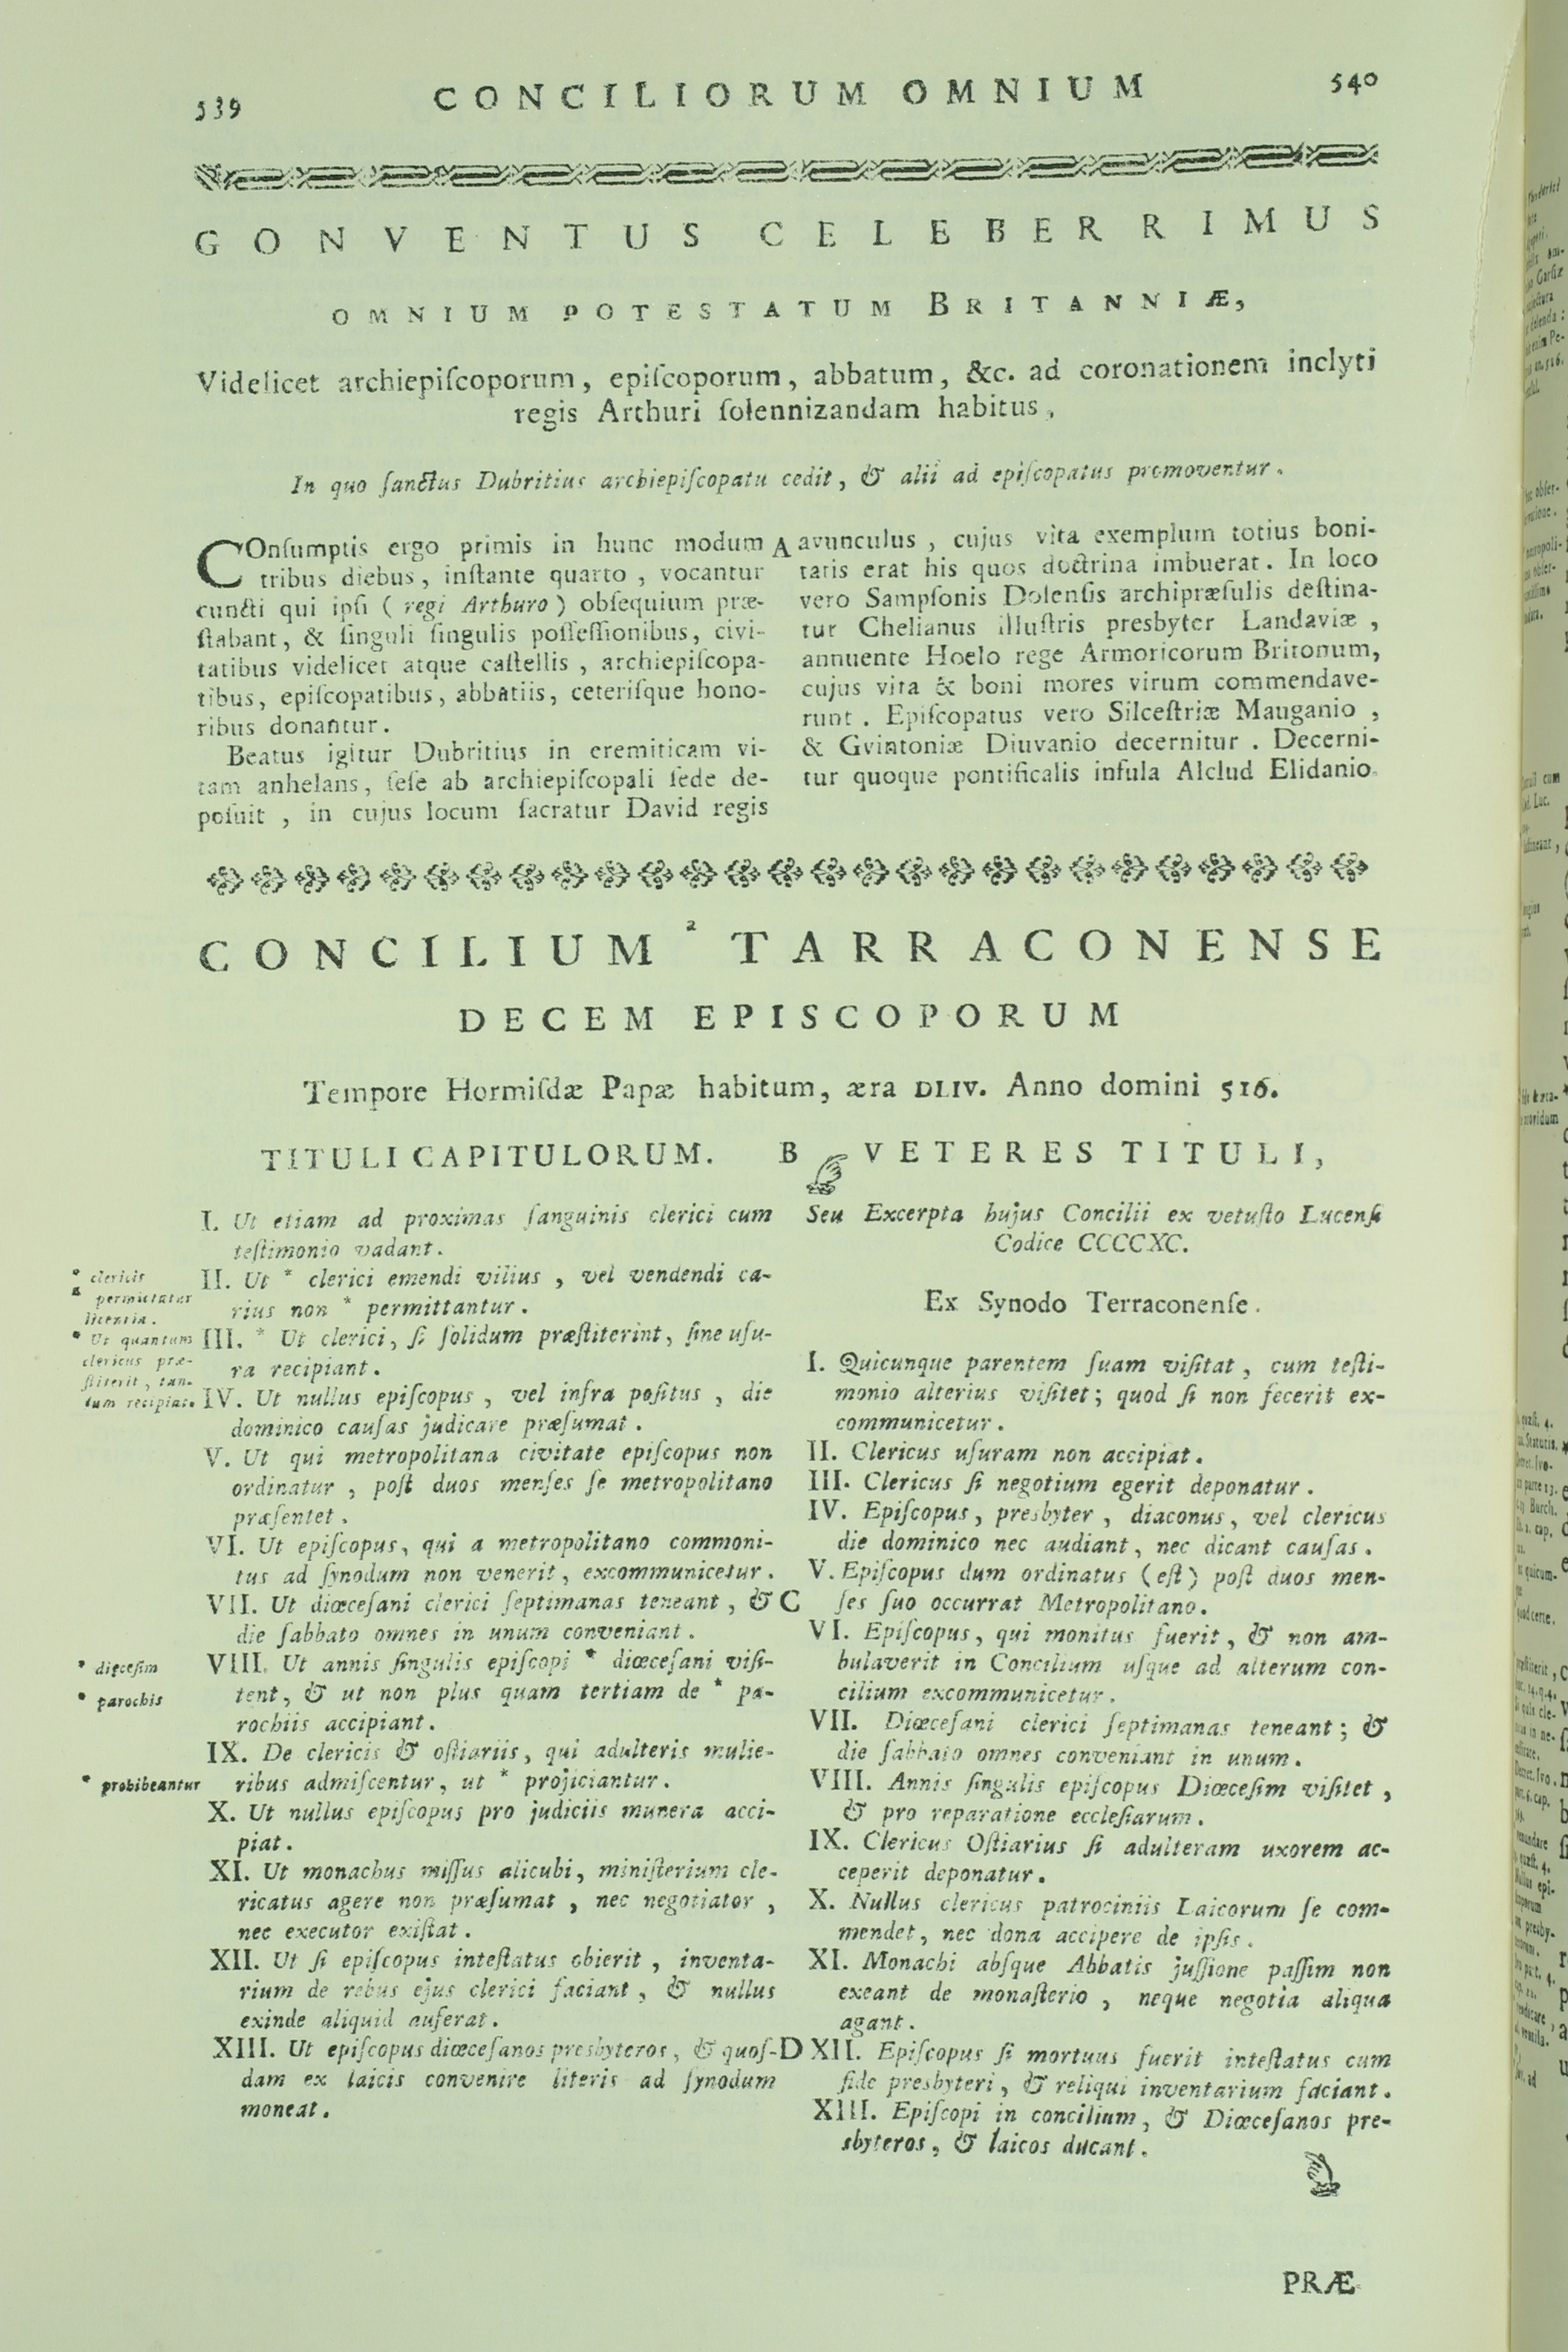 539
CONCILIORUM OMNIUM
540
GONVENTUS CELEBERRIMUS
OMNIUM POTESTATUM BRITANNIÆ,
Videlicet archiepiſcoporum, epiſcoporum, abbatum, &c. ad coronationem inclyti
regis Arthuri ſolennizandam habitus,
In quo ſanctus Dubritius archiepiſcopatu cedit, & alii ad epiſcopatus promoventur.
COnſumptis ergo primis in hunc modum
tribus diebus, inſtante quarto, vocantur
cuncti qui ipſi (regi Arthuro) obſequium præ-
ſtabant, & ſinguli ſingulis poſſeſſionibus, civi-
tatibus videlicet atque caſtellis, archiepiſcopa-
tibus, epiſcopatibus, abbatiis, ceteriſque hono-
ribus donantur.
Beatus igitur Dubritius in eremiticam vi-
tam anhelans, ſeſe ab archiepiſcopali ſede de-
poſuit, in cujus locum ſacratur David regis
A avunculus, cujus vita exemplum totius boni-
tatis erat his quos doctrina imbuerat. In loco
vero Sampſonis Dolenſis archipræſulis deſtina-
tur Chelianus illuſtris presbyter Landaviæ,
annuente Hoelo rege Armoricorum Britonum,
cujus vita & boni mores virum commendave-
runt. Epiſcopatus vero Silceſtriæ Mauganio,
& Gvintoniæ Diuvanio decernitur. Decerni-
tur quoque pontificalis infula Alclud Elidanio.
CONCILIUM ² TARRACONENSE
DECEM EPISCOPORUM
Tempore Hormiſdæ Papæ habitum, æra DLIV. Anno domini 516.
TITULI CAPITULORUM.
I. Ut etiam ad proximas ſanguinis clerici cum
teſtimonio vadant.
* clericis
II. Ut * clerici emendi vilius, vel vendendi ca-
* permutatur
licentia.
rius non * permittantur.
* Ut quantum
clericus præ-
ſtiterit, tan-
tum recipiat.
III. * Ut clerici, ſi ſolidum præſtiterint, ſine uſu-
ra recipiant.
IV. Ut nullus epiſcopus, vel infra poſitus, die
dominico cauſas judicare præſumat.
V. Ut qui metropolitana civitate epiſcopus non
ordinatur, poſt duos menſes ſe metropolitano
præſentet.
VI. Ut epiſcopus, qui a metropolitano commoni-
tus ad ſynodum non venerit, excommunicetur.
VII. Ut diœceſani clerici ſeptimanas teneant, &
die ſabbato omnes in unum conveniant.
* diœceſim
VIII. Ut annis ſingulis epiſcopi * diœceſani viſi-
* parochis
tent, & ut non plus quam tertiam de * pa-
rochiis accipiant.
IX. De clericis & oſtiariis, qui adulteris mulie-
* prohibeantur
ribus admiſcentur, ut * projiciantur.
X. Ut nullus epiſcopus pro judiciis munera acci-
piat.
XI. Ut monachus miſſus alicubi, miniſterium cle-
ricatus agere non præſumat, nec negotiator,
nec executor exiſtat.
XII. Ut ſi epiſcopus inteſtatus obierit, inventa-
rium de rebus ejus clerici faciant, & nullus
exinde aliquid auferat.
XIII. Ut epiſcopus diœceſanos presbyteros, & quoſ-
dam ex laicis convenire literis ad ſynodum
moneat.
B ☞ VETERES TITULI,
Seu Excerpta hujus Concilii ex vetuſto Lucenſi
Codice CCCCXC.
Ex Synodo Terraconenſe.
I. Quicunque parentem ſuam viſitat, cum teſti-
monio alterius viſitet; quod ſi non fecerit ex-
communicetur.
II. Clericus uſuram non accipiat.
III. Clericus ſi negotium egerit deponatur.
IV. Epiſcopus, presbyter, diaconus, vel clericus
die dominico nec audiant, nec dicant cauſas.
V. Epiſcopus dum ordinatus (eſt) poſt duos men-
C ſes ſuo occurrat Metropolitano.
VI. Epiſcopus, qui monitus fuerit, & non am-
bulaverit in Concilium uſque ad alterum con-
cilium excommunicetur.
VII. Diœceſani clerici ſeptimanas teneant; &
die ſabbato omnes conveniant in unum.
VIII. Annis ſingulis epiſcopus Diœceſim viſitet,
& pro reparatione eccleſiarum.
IX. Clericus Oſtiarius ſi adulteram uxorem ac-
ceperit deponatur.
X. Nullus clericus patrociniis Laicorum ſe com-
mendet, nec dona accipere de ipſis.
XI. Monachi abſque Abbatis juſſione paſſim non
exeant de monaſterio, neque negotia aliqua
agant.
D XII. Epiſcopus ſi mortuus fuerit inteſtatus cum
fide presbyteri, & reliqui inventarium faciant.
XIII. Epiſcopi in concilium, & Diœceſanos pre-
sbyteros, & laicos ducant.
PRÆ-